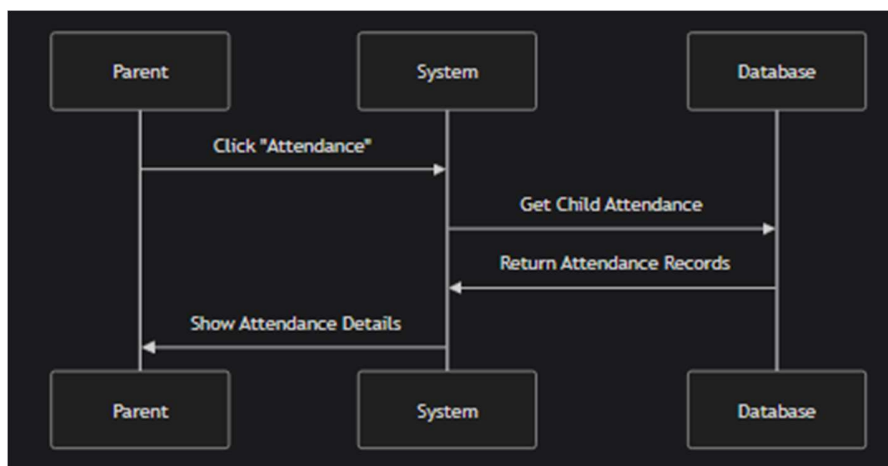 Parent System Database
Click "Attendance"
Get Child Attendance
Return Attendance Records
Show Attendance Details
Parent System Database